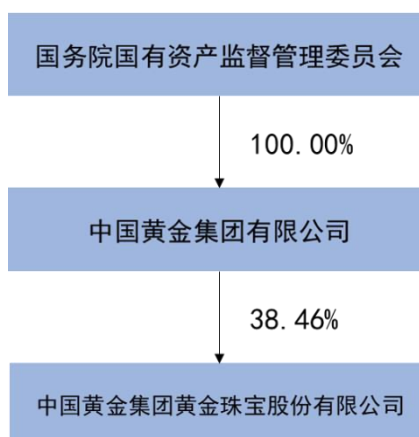 国务院国有资产监督管理委员会
100.00%
中国黄金集团有限公司
38.46%
中国黄金集团黄金珠宝股份有限公司